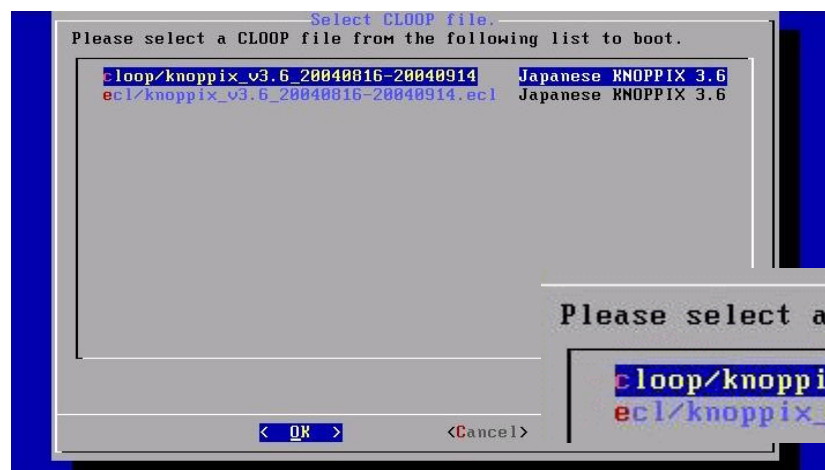 Select CLOOP file.
Please select a CLOOP file from the following list to boot.
cloop/knoppix_v3.6_20040816-20040914 Japanese KNOPPIX 3.6
ecl/knoppix_v3.6_20040816-20040914.ecl Japanese KNOPPIX 3.6
Please select a
cloop/knoppi
ecl/knoppix_
< OK > <Cancel>